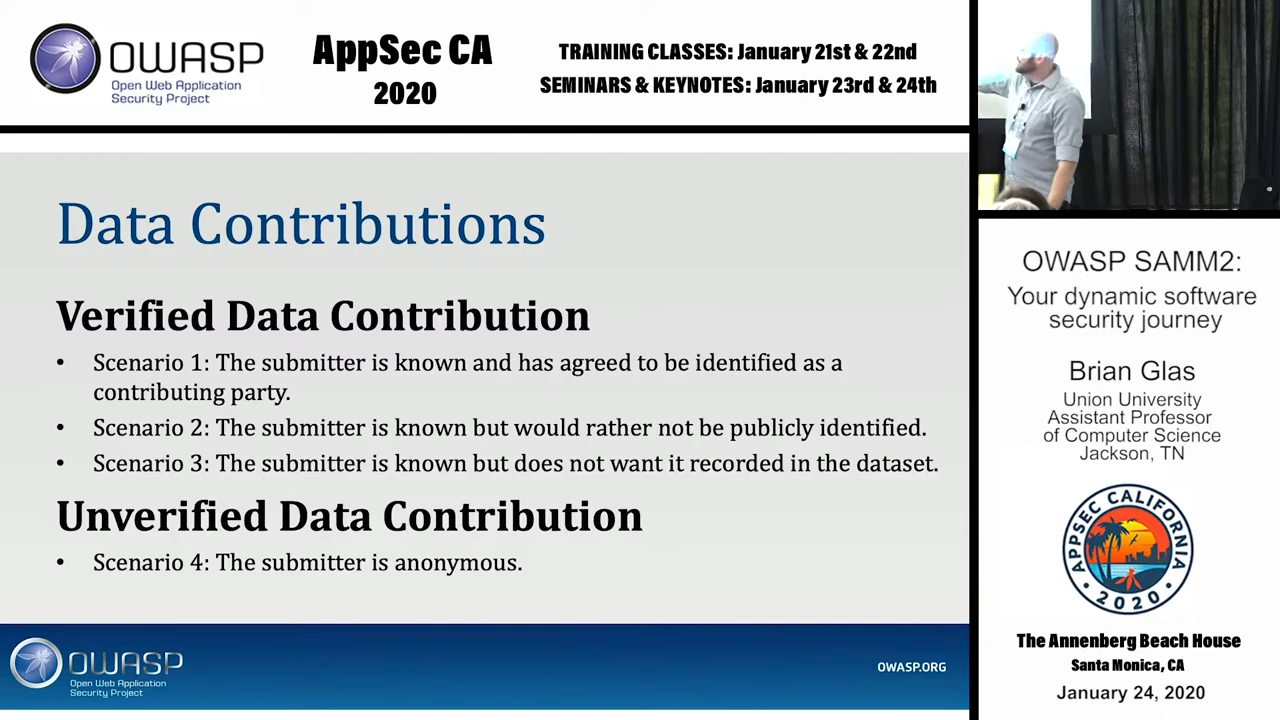 OWASP
Open Web Application
Security Project
AppSec CA
2020
TRAINING CLASSES: January 21st & 22nd
SEMINARS & KEYNOTES: January 23rd & 24th
Data Contributions
Verified Data Contribution
• Scenario 1: The submitter is known and has agreed to be identified as a
contributing party.
• Scenario 2: The submitter is known but would rather not be publicly identified.
• Scenario 3: The submitter is known but does not want it recorded in the dataset.
Unverified Data Contribution
• Scenario 4: The submitter is anonymous.
OWASP
Open Web Application
Security Project
OWASP.ORG
OWASP SAMM2:
Your dynamic software
security journey
Brian Glas
Union University
Assistant Professor
of Computer Science
Jackson, TN
APPSEC CALIFORNIA
• 2020 •
The Annenberg Beach House
Santa Monica, CA
January 24, 2020